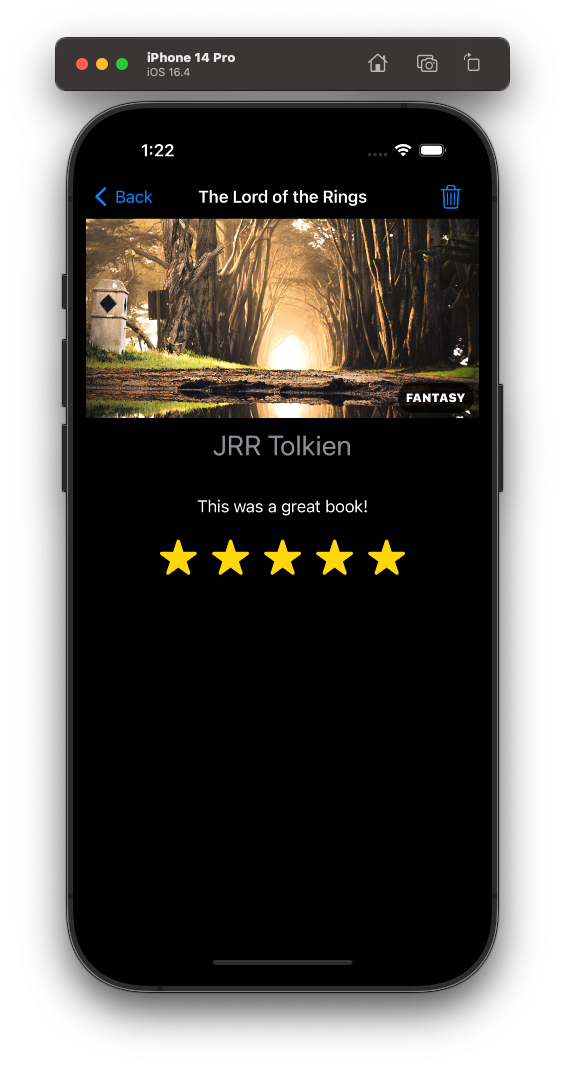 iPhone 14 Pro
iOS 16.4
1:22
Back The Lord of the Rings
FANTASY
JRR Tolkien
This was a great book!